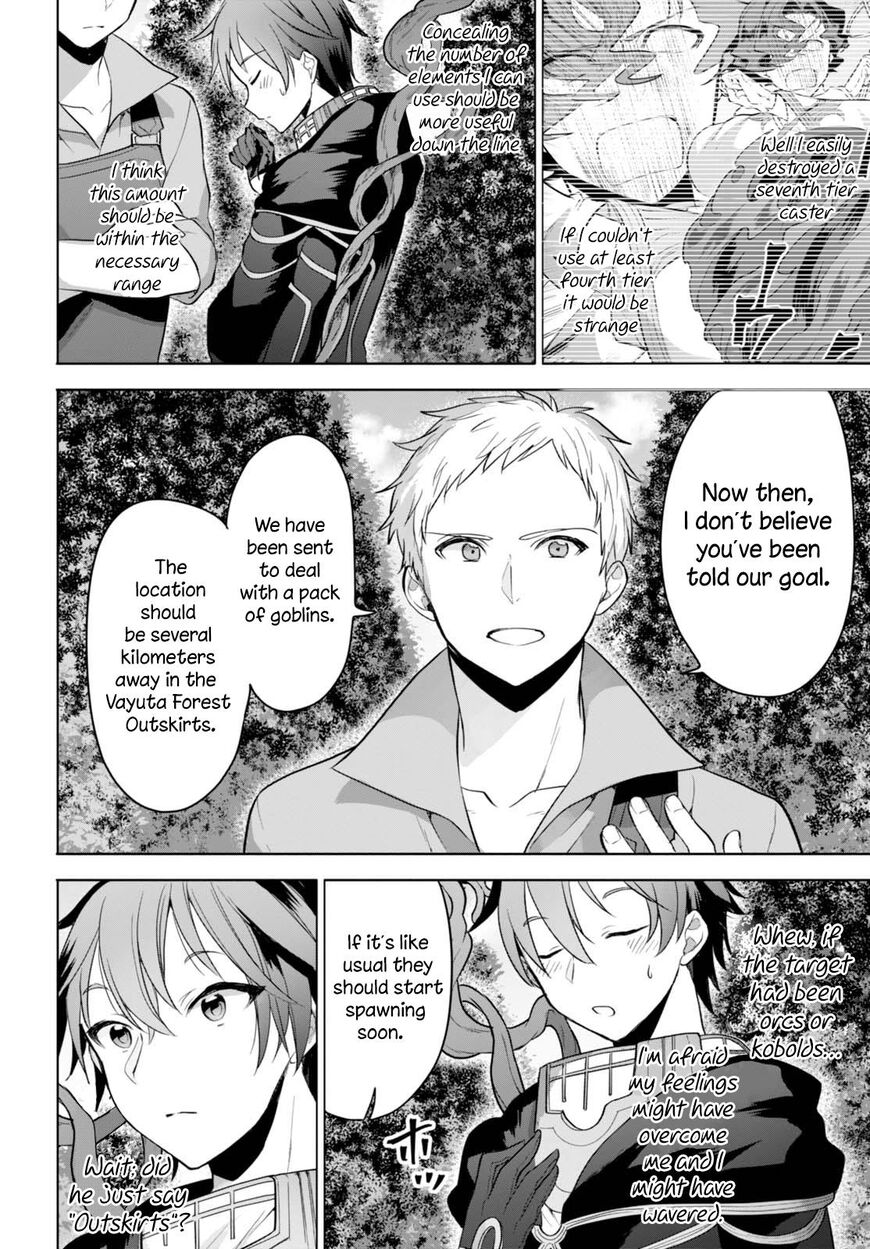 Well I easily
destroyed a
seventh tier
caster
If I couldn't
use at least
fourth tier
it would be
strange
Concealing
the number of
elements I can
use should be
more useful
down the line
I think
this amount
should be
within the
necessary
range
Now then,
I don't believe
you've been
told our goal.
We have
been sent
to deal
with a pack
of goblins.
The
location
should
be several
kilometers
away in the
Vayuta Forest
Outskirts.
Whew, if
the target
had been
orcs or
kobolds...
I'm afraid
my feelings
might have
overcome
me and I
might have
wavered.
ホッ
If it's like
usual they
should start
spawning
soon.
Wait: did
he just say
"Outskirts"?